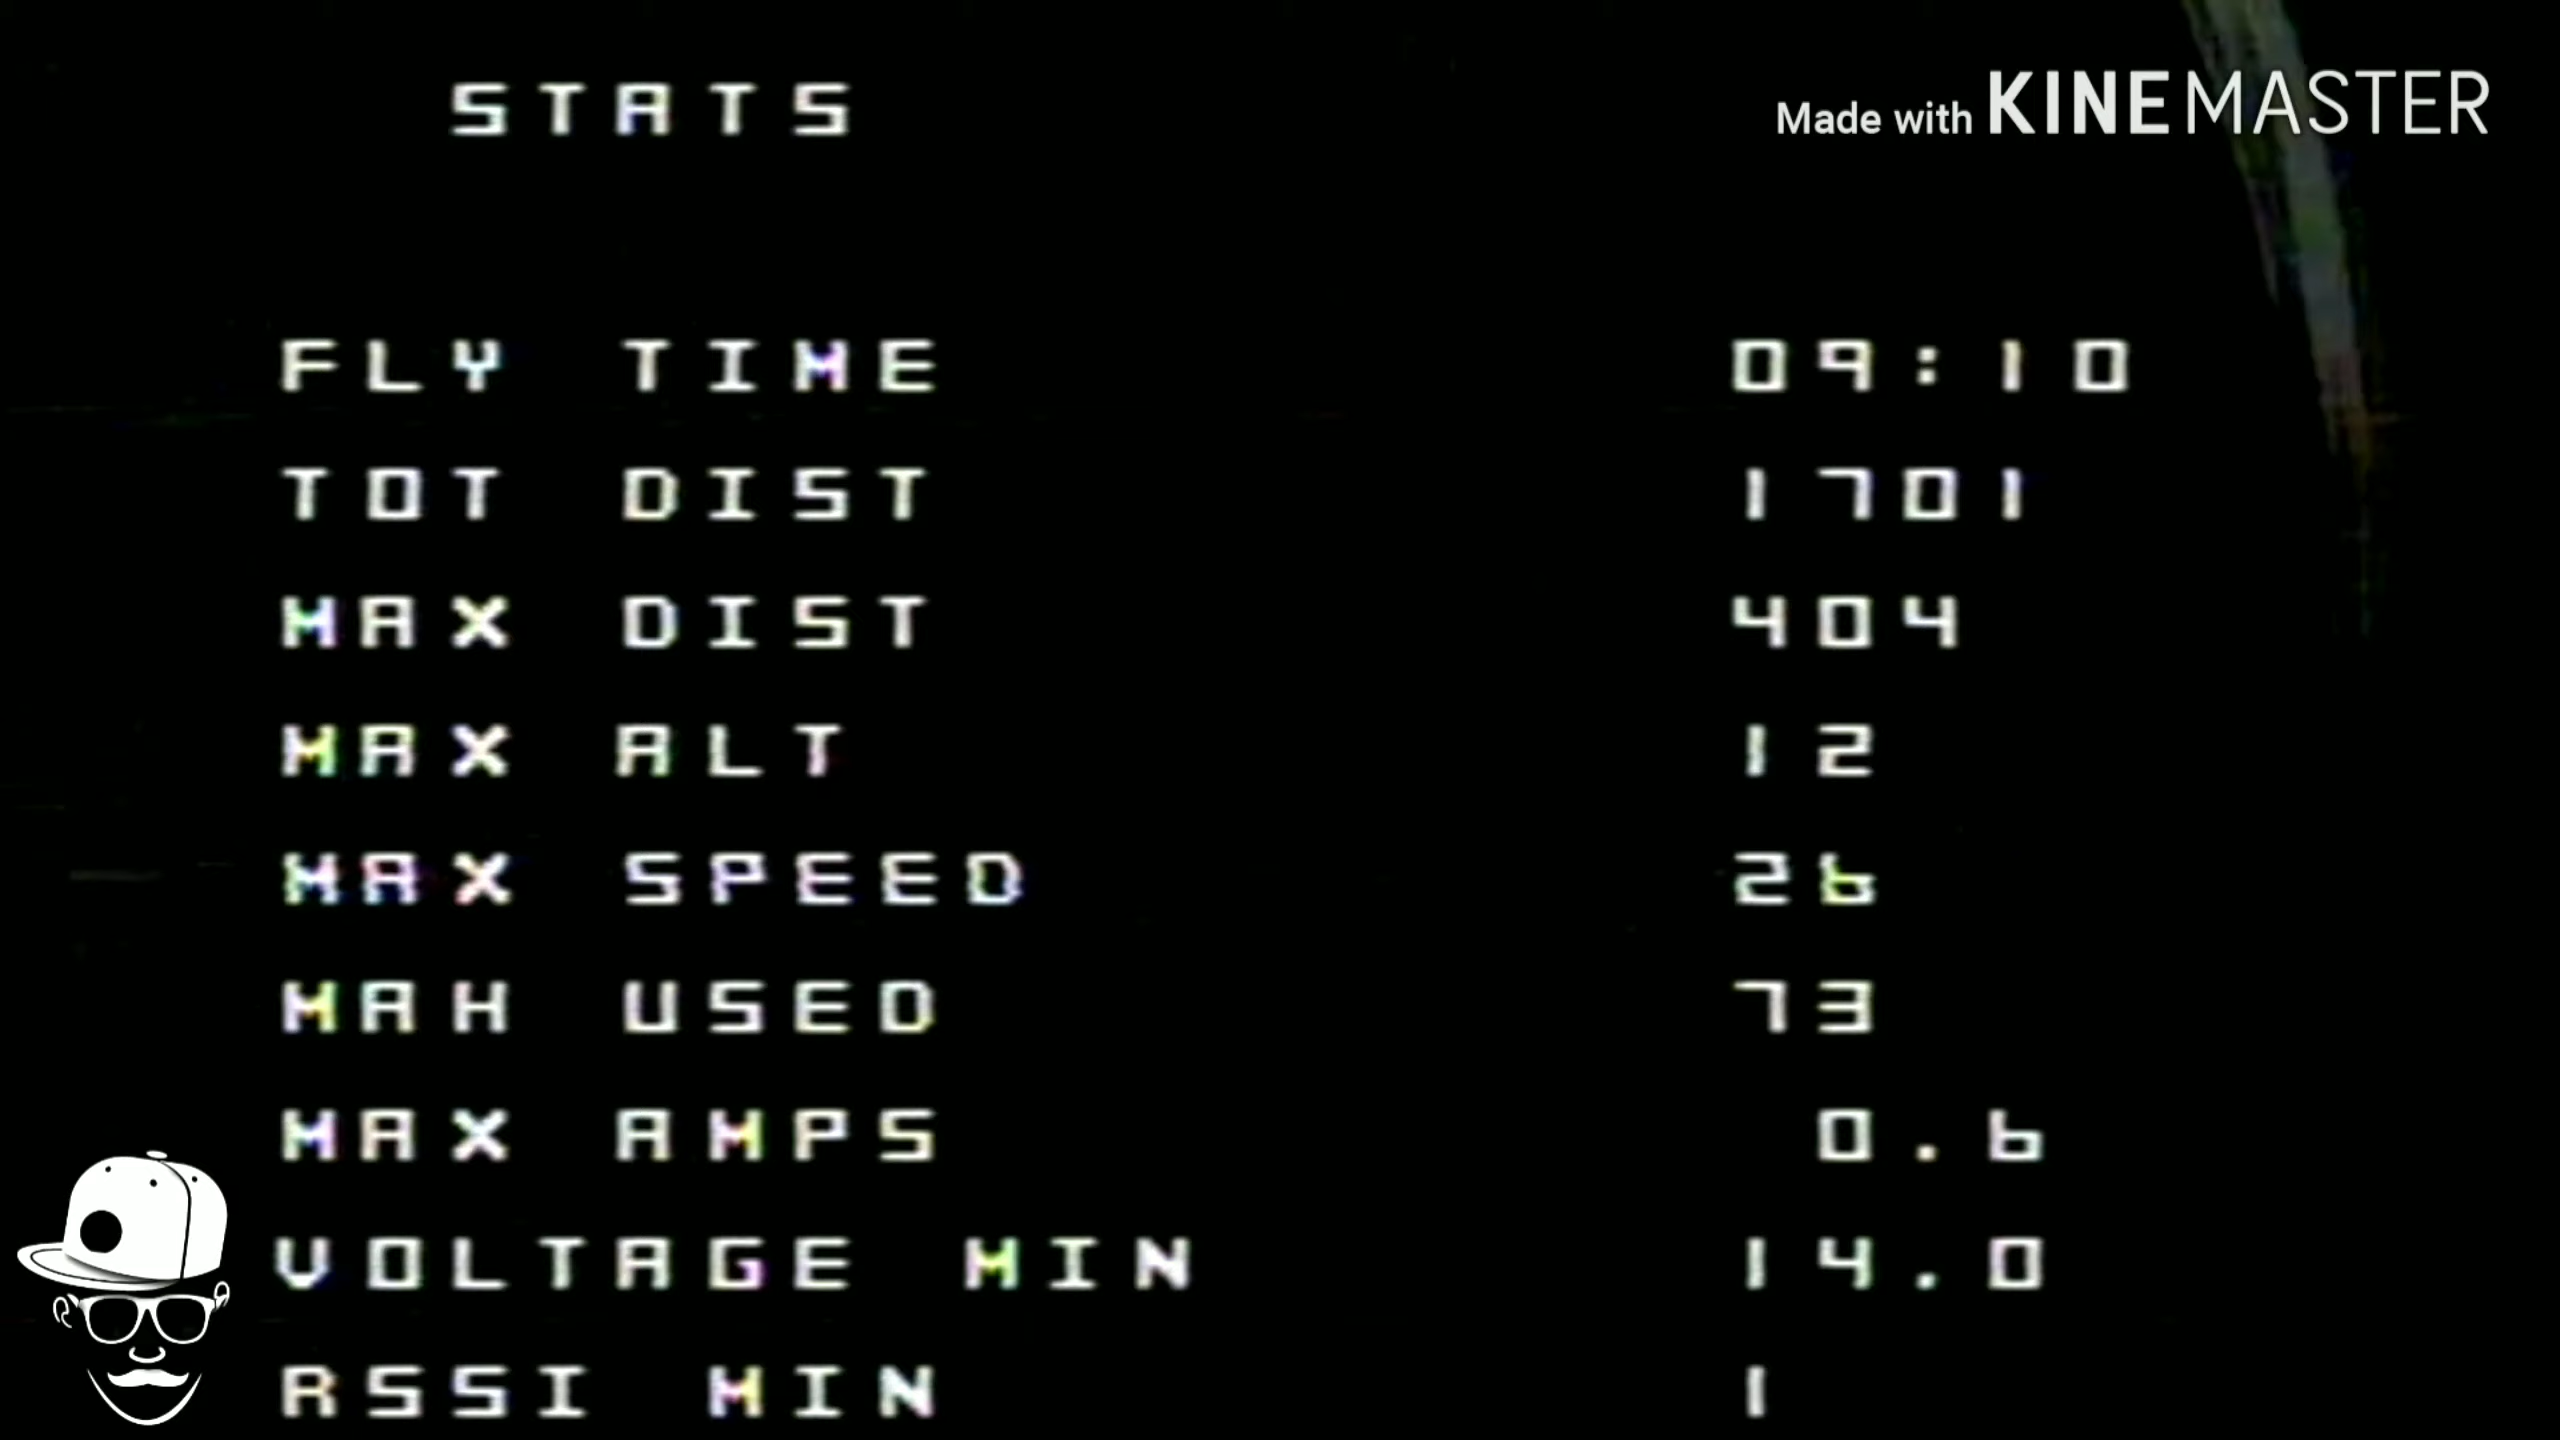 STATS
Made with KINEMASTER
FLY TIME 09:10
TOT DIST 1701
MAX DIST 404
MAX ALT 12
MAX SPEED 26
MAH USED 73
MAX AMPS 0.6
VOLTAGE MIN 14.0
RSSI MIN 1